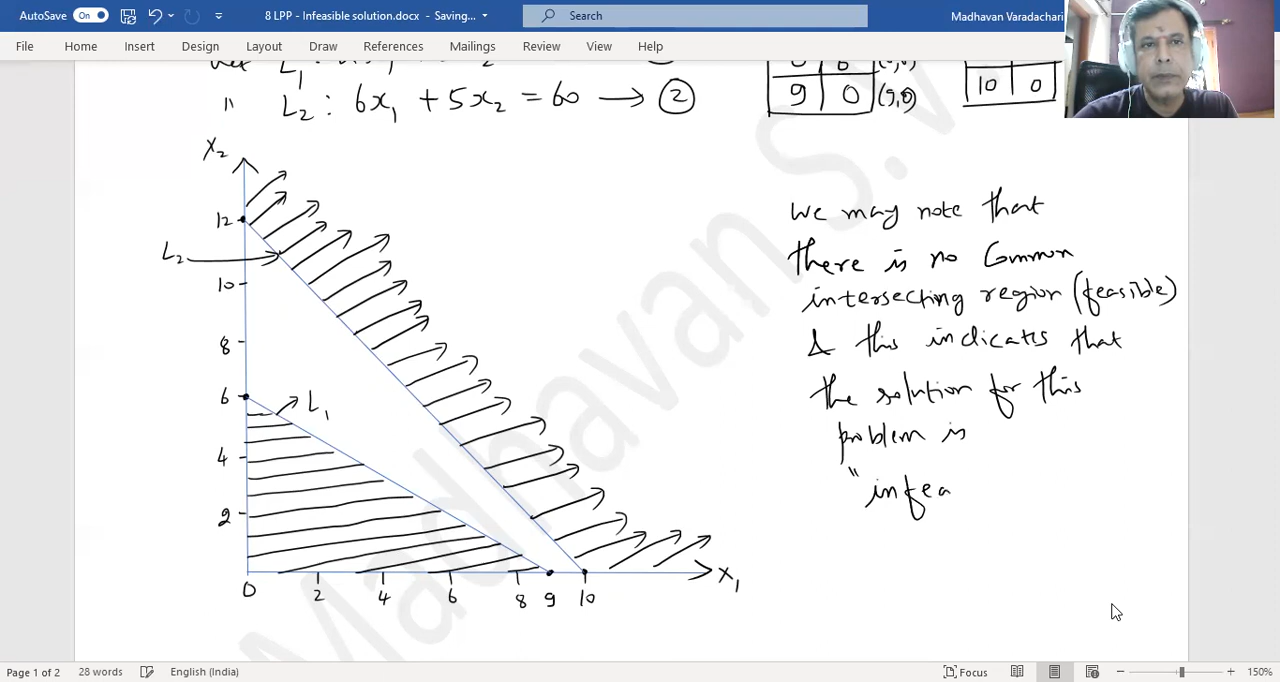 AutoSave On
8 LPP - Infeasible solution.docx - Saving...
Search
Madhavan Varadachari
File Home Insert Design Layout Draw References Mailings Review View Help
L1 :
" L2 : 6x1 + 5x2 = 60 → 2
9 0 (9,0)
10 0
x2
12
L2
10
8
6
L1
4
2
0 2 4 6 8 9 10 x1
We may note that
there is no Common
intersecting region (feasible)
& this indicates that
the solution for this
problem is
"infea
Madhavan S.V.
Page 1 of 2 28 words English (India) Focus 150%